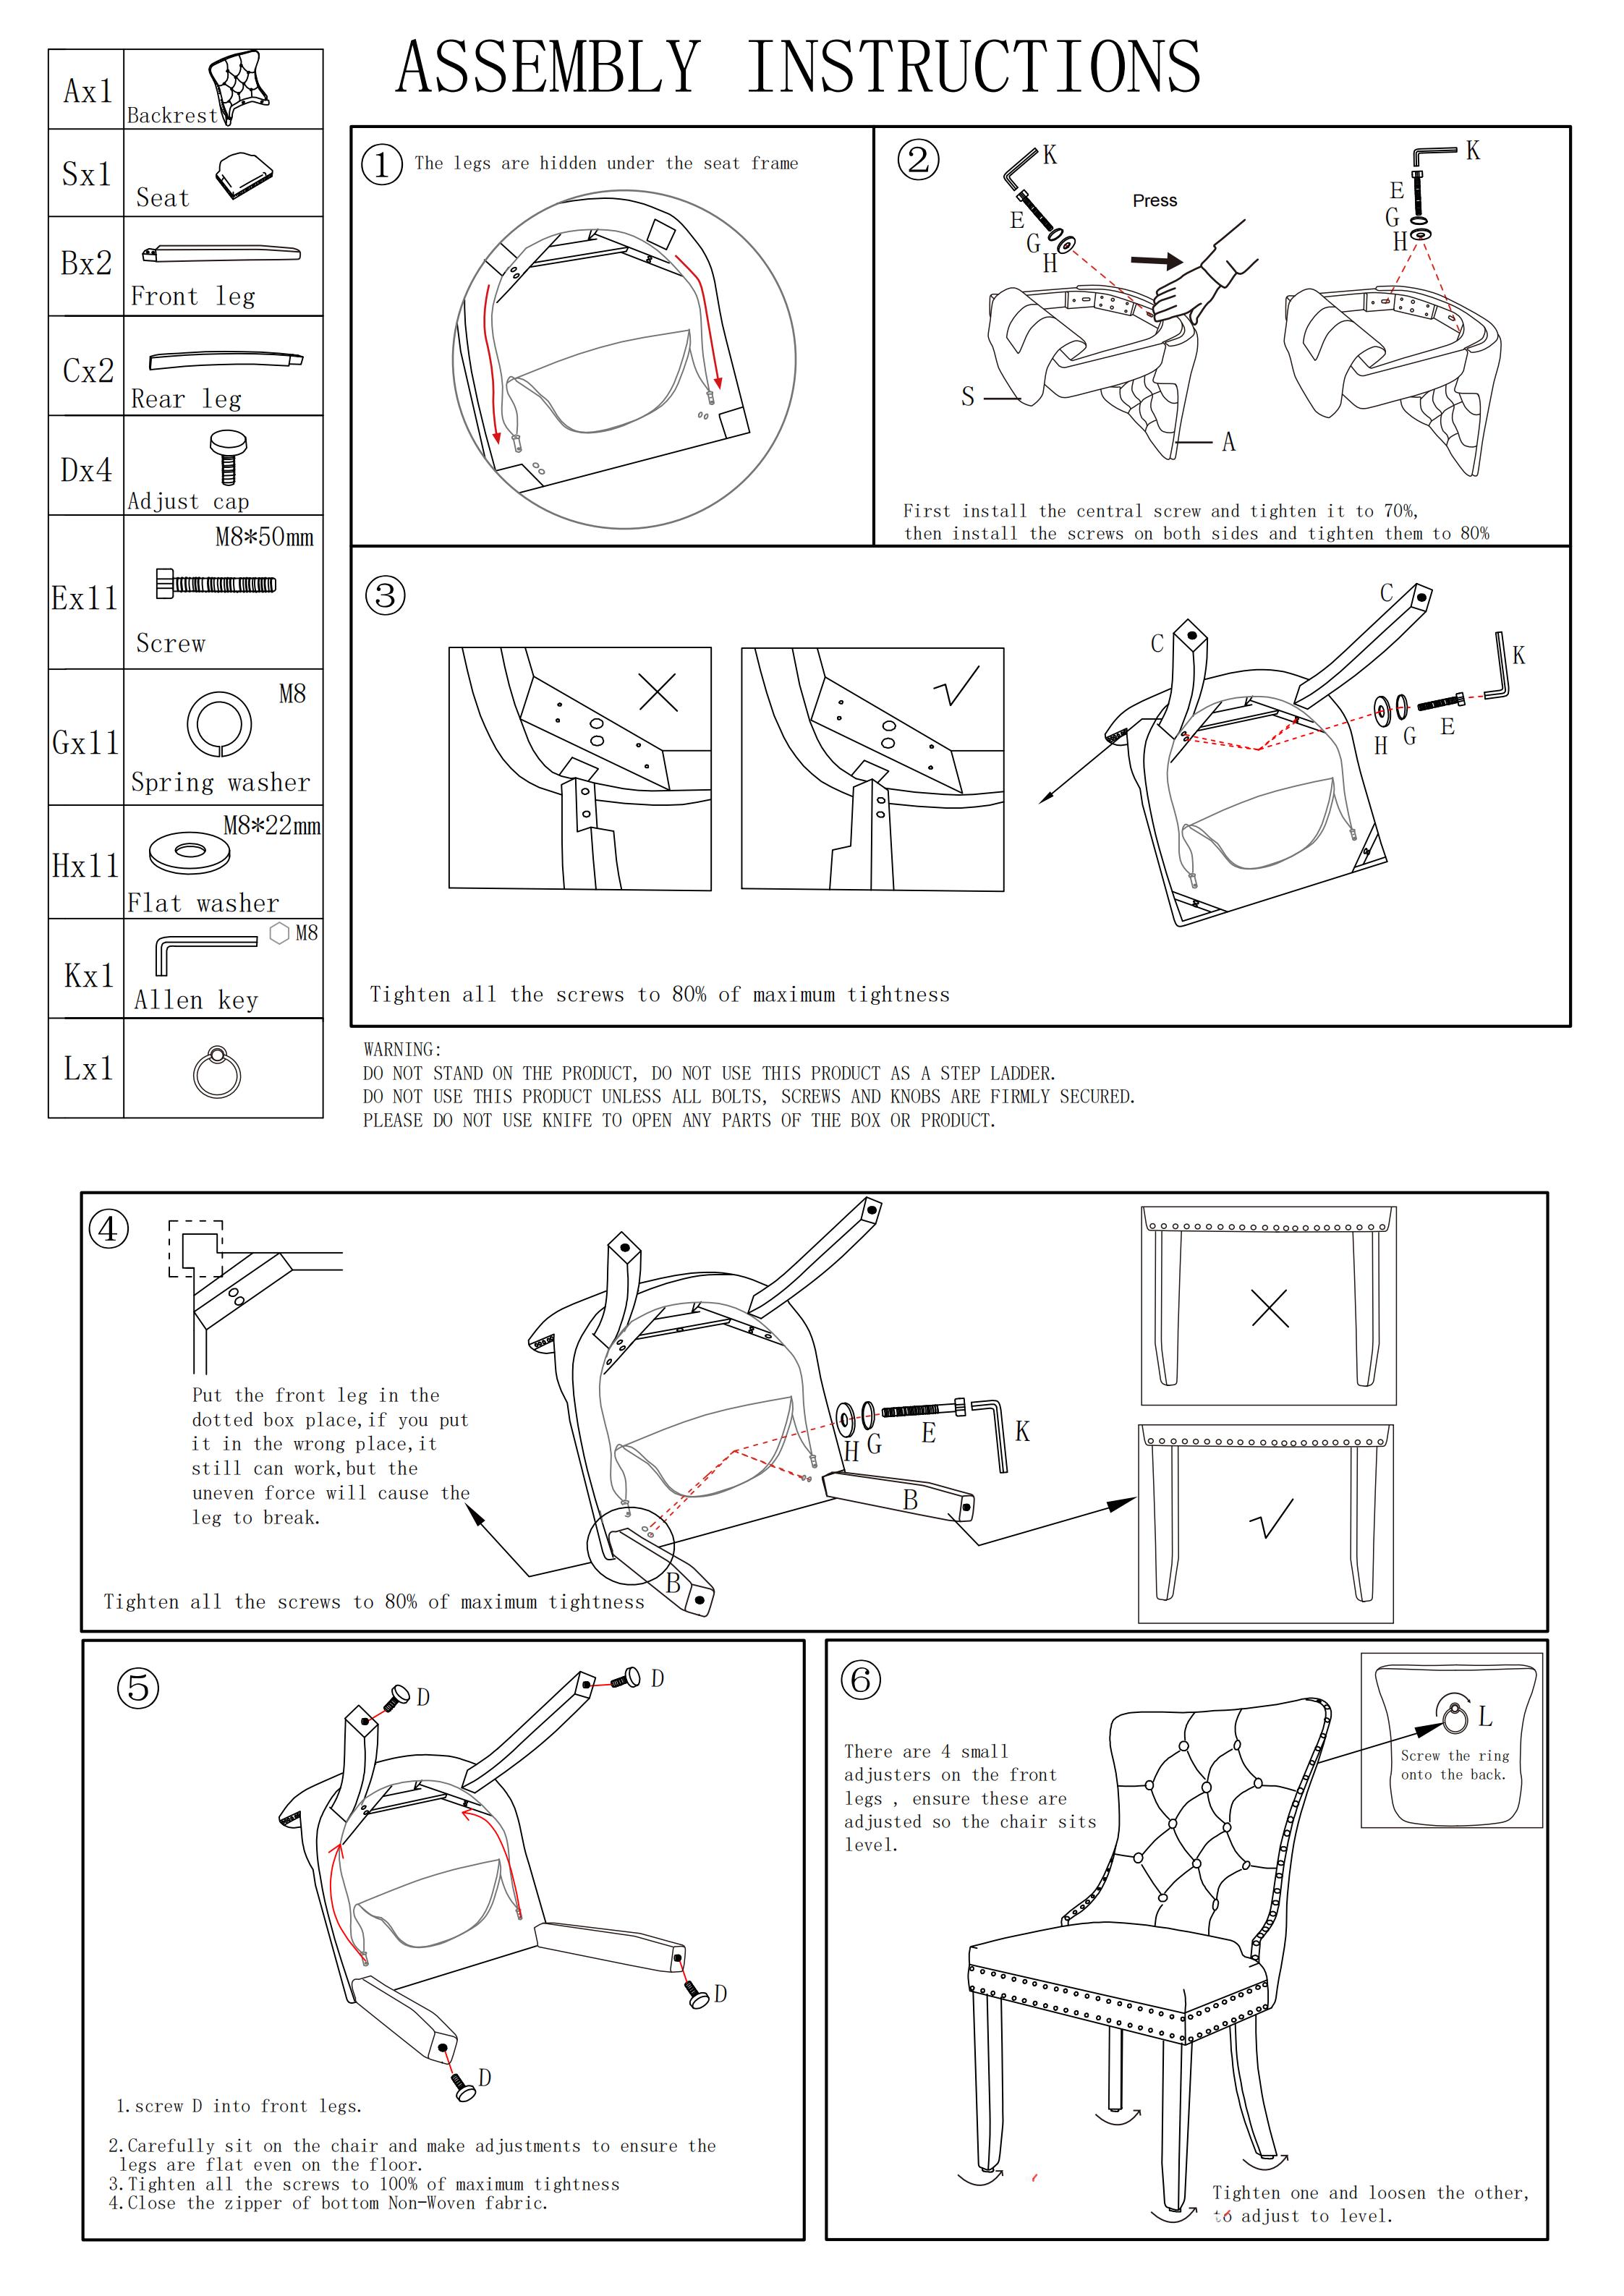 ASSEMBLY INSTRUCTIONS
Ax1
Backrest
Sx1
Seat
Bx2
Front leg
Cx2
Rear leg
Dx4
Adjust cap
M8*50mm
Ex11
Screw
M8
Gx11
Spring washer
M8*22mm
Hx11
Flat washer
M8
Kx1
Allen key
Lx1
①
The legs are hidden under the seat frame
②
K
E
G
H
Press
K
E
G
H
S
A
First install the central screw and tighten it to 70%,
then install the screws on both sides and tighten them to 80%
③
C
C
K
E
G
H
Tighten all the screws to 80% of maximum tightness
WARNING:
DO NOT STAND ON THE PRODUCT, DO NOT USE THIS PRODUCT AS A STEP LADDER.
DO NOT USE THIS PRODUCT UNLESS ALL BOLTS, SCREWS AND KNOBS ARE FIRMLY SECURED.
PLEASE DO NOT USE KNIFE TO OPEN ANY PARTS OF THE BOX OR PRODUCT.
④
Put the front leg in the
dotted box place,if you put
it in the wrong place,it
still can work,but the
uneven force will cause the
leg to break.
H
G
E
K
B
B
Tighten all the screws to 80% of maximum tightness
⑤
D
D
D
D
1.screw D into front legs.
2.Carefully sit on the chair and make adjustments to ensure the
legs are flat even on the floor.
3.Tighten all the screws to 100% of maximum tightness
4.Close the zipper of bottom Non-Woven fabric.
⑥
There are 4 small
adjusters on the front
legs , ensure these are
adjusted so the chair sits
level.
L
Screw the ring
onto the back.
Tighten one and loosen the other,
to adjust to level.